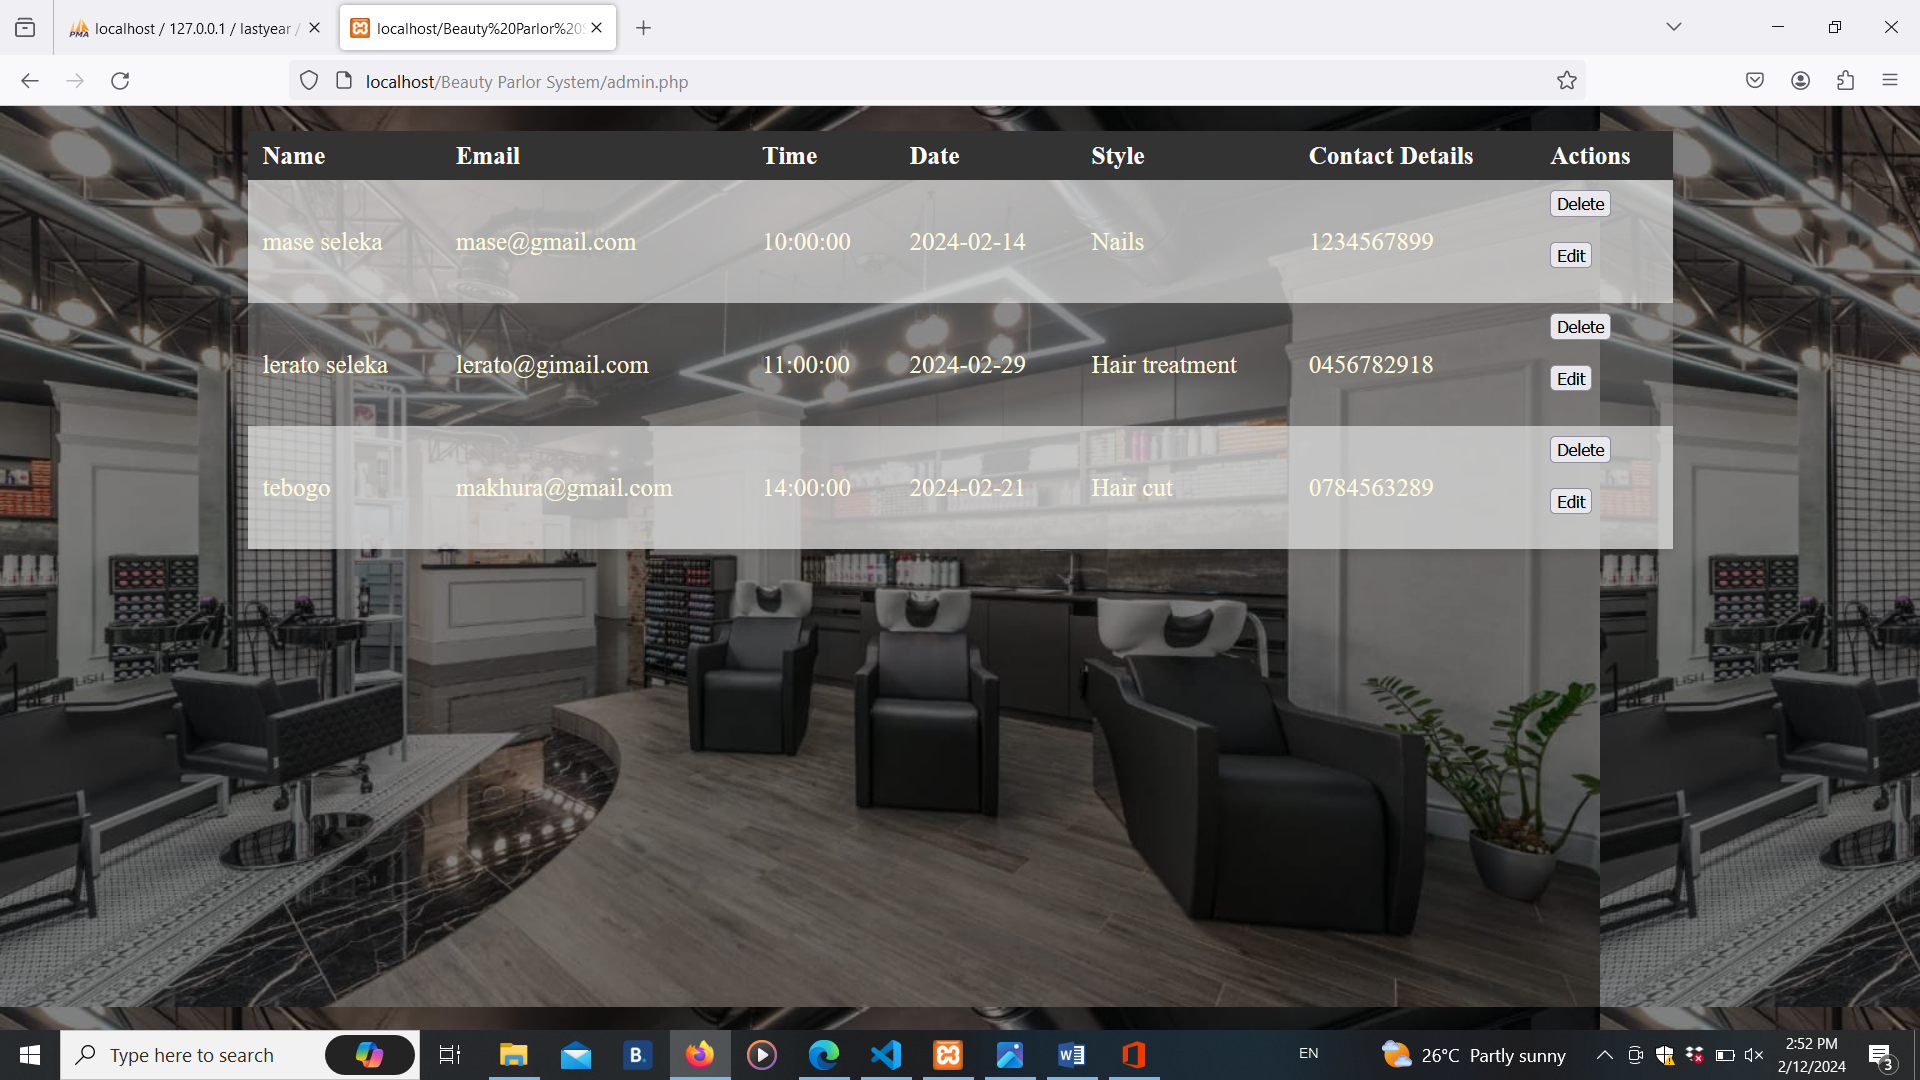 localhost / 127.0.0.1 / lastyear /
localhost/Beauty%20Parlor%20S
localhost/Beauty Parlor System/admin.php
Name Email Time Date Style Contact Details Actions
mase seleka mase@gmail.com 10:00:00 2024-02-14 Nails 1234567899 Delete
Edit
lerato seleka lerato@gimail.com 11:00:00 2024-02-29 Hair treatment 0456782918 Delete
Edit
tebogo makhura@gmail.com 14:00:00 2024-02-21 Hair cut 0784563289 Delete
Edit
Type here to search
B.
EN
26°C Partly sunny
2:52 PM
2/12/2024
3